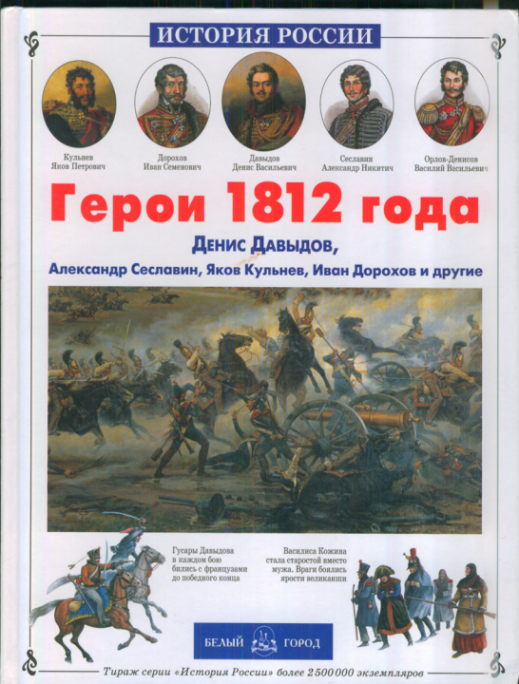 ИСТОРИЯ РОССИИ
Кульнев
Яков Петрович
Дорохов
Иван Семенович
Давыдов
Денис Васильевич
Сеславин
Александр Никитич
Орлов-Денисов
Василий Васильевич
Герои 1812 года
ДЕНИС ДАВЫДОВ,
Александр Сеславин, Яков Кульнев, Иван Дорохов и другие
Гусары Давыдова
в каждом бою
бились с французами
до победного конца
Василиса Кожина
стала старостой вместо
мужа. Враги боялись
ярости великанши
БЕЛЫЙ ГОРОД
Тираж серии «История России» более 2 500 000 экземпляров